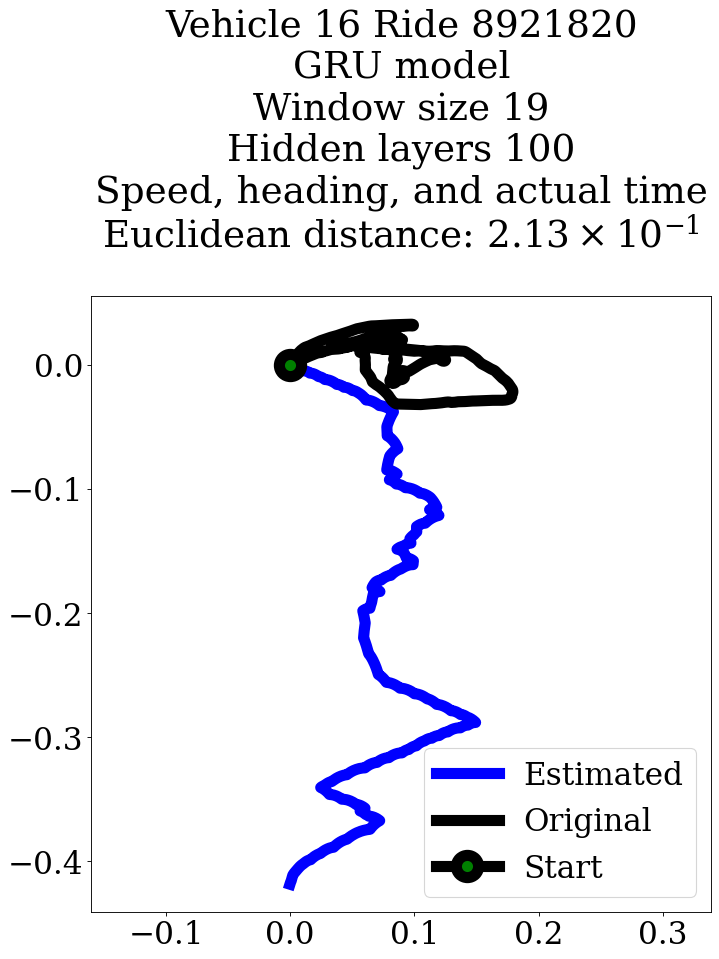 Vehicle 16 Ride 8921820
GRU model
Window size 19
Hidden layers 100
Speed, heading, and actual time
Euclidean distance: 2.13 × 10⁻¹
0.0
−0.1
−0.2
−0.3
−0.4
Estimated
Original
Start
−0.1 0.0 0.1 0.2 0.3